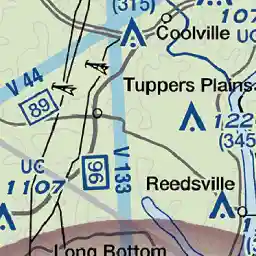 (315)
Coolville
107
UC
V 44
Tuppers Plains
89
122
(345
UC
1107
96
V 133
Reedsville
Long Bottom